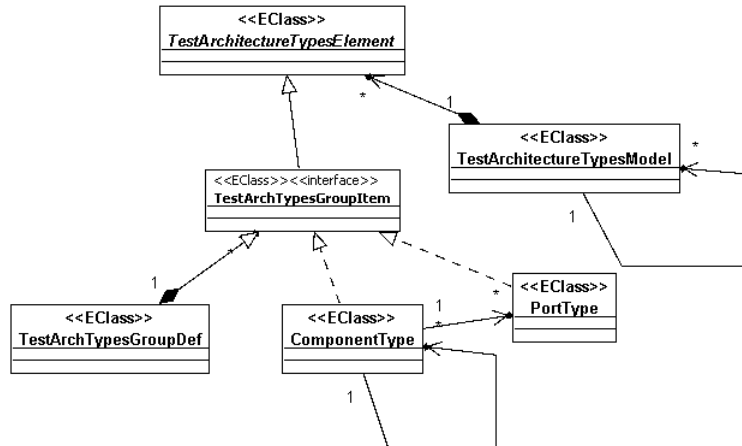 <<EClass>>
TestArchitectureTypesElement
1
*
<<EClass>>
TestArchitectureTypesModel
*
1
<<EClass>><<interface>>
TestArchTypesGroupItem
*
1
<<EClass>>
TestArchTypesGroupDef
<<EClass>>
ComponentType
1
*
*
<<EClass>>
PortType
1